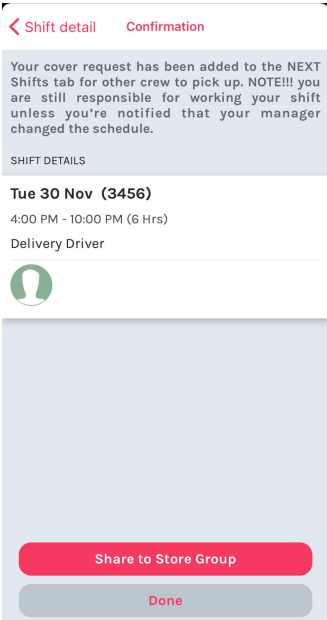 Shift detail
Confirmation
Your cover request has been added to the NEXT
Shifts tab for other crew to pick up. NOTE!!! you
are still responsible for working your shift
unless you're notified that your manager
changed the schedule.
SHIFT DETAILS
Tue 30 Nov (3456)
4:00 PM - 10:00 PM (6 Hrs)
Delivery Driver
Share to Store Group
Done